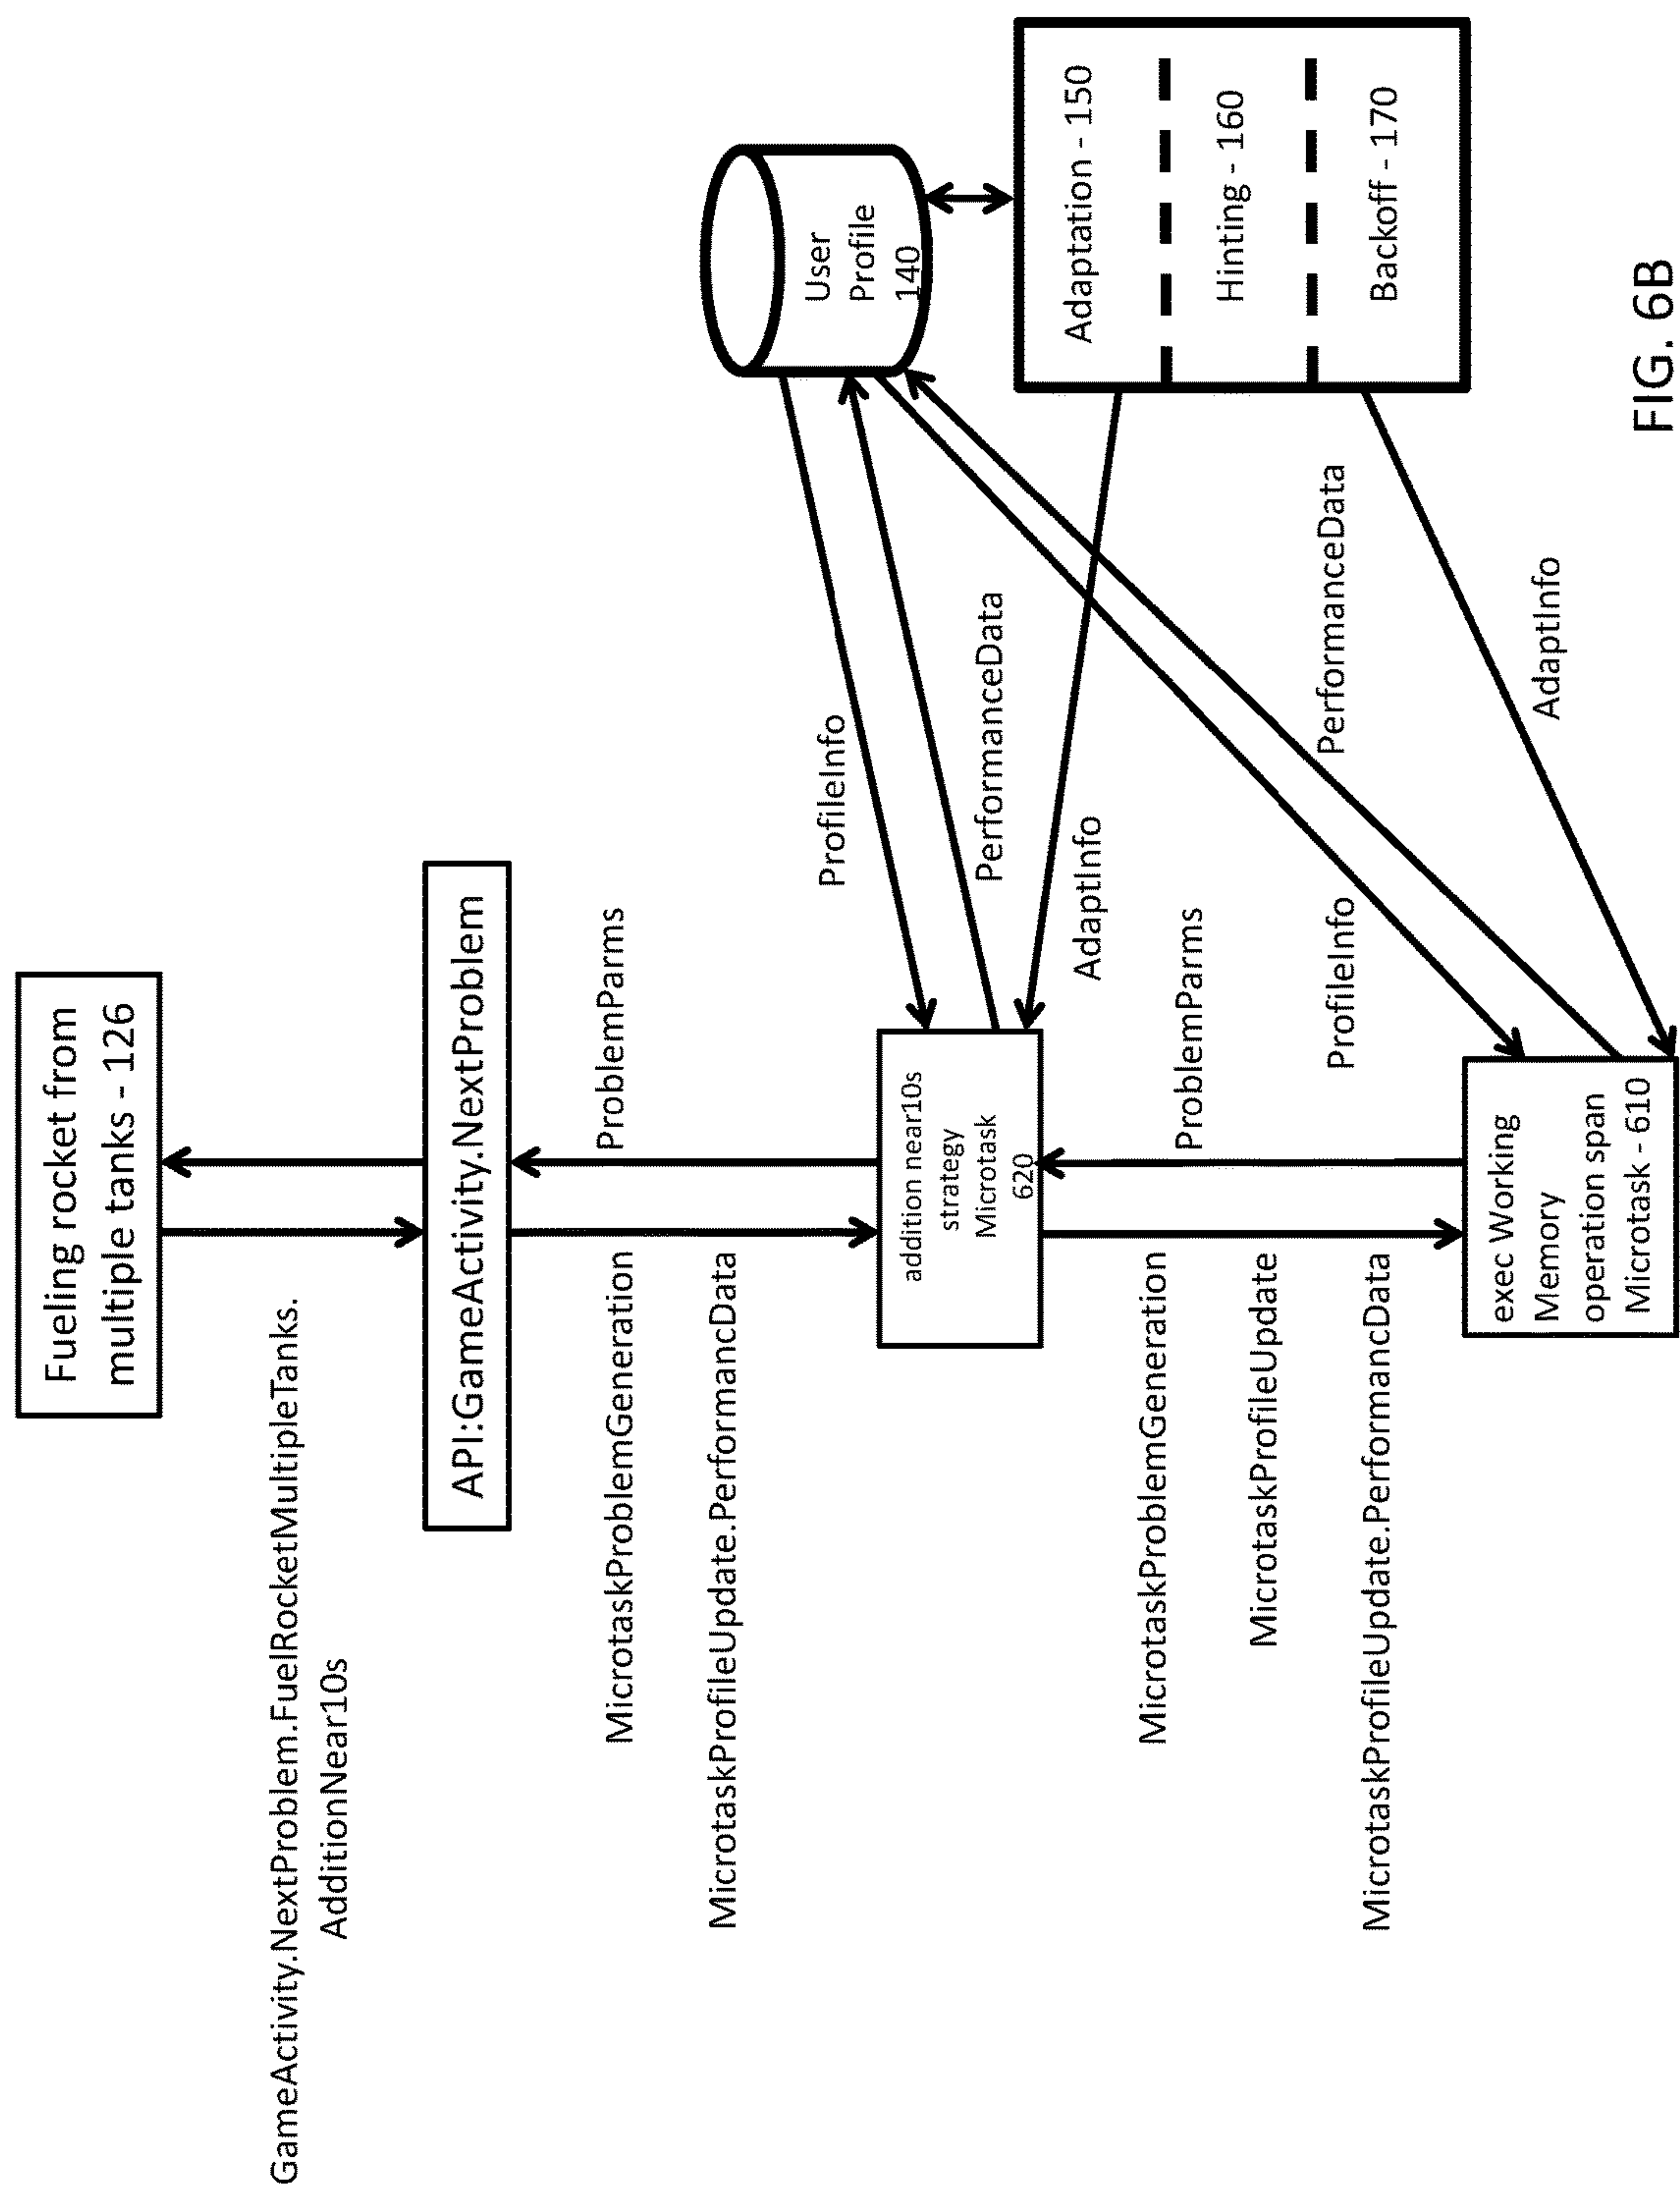 Fueling rocket from
multiple tanks - 126
GameActivity.NextProblem.FuelRocketMultipleTanks.
AdditionNear10s
API:GameActivity.NextProblem
MicrotaskProblemGeneration
ProblemParms
MicrotaskProfileUpdate.PerformancData
addition near10s
strategy
Microtask
620
ProfileInfo
PerformanceData
AdaptInfo
User
Profile
140
Adaptation - 150
Hinting - 160
Backoff - 170
MicrotaskProblemGeneration
ProblemParms
MicrotaskProfileUpdate
ProfileInfo
PerformanceData
MicrotaskProfileUpdate.PerformancData
AdaptInfo
exec Working
Memory
operation span
Microtask - 610
FIG. 6B